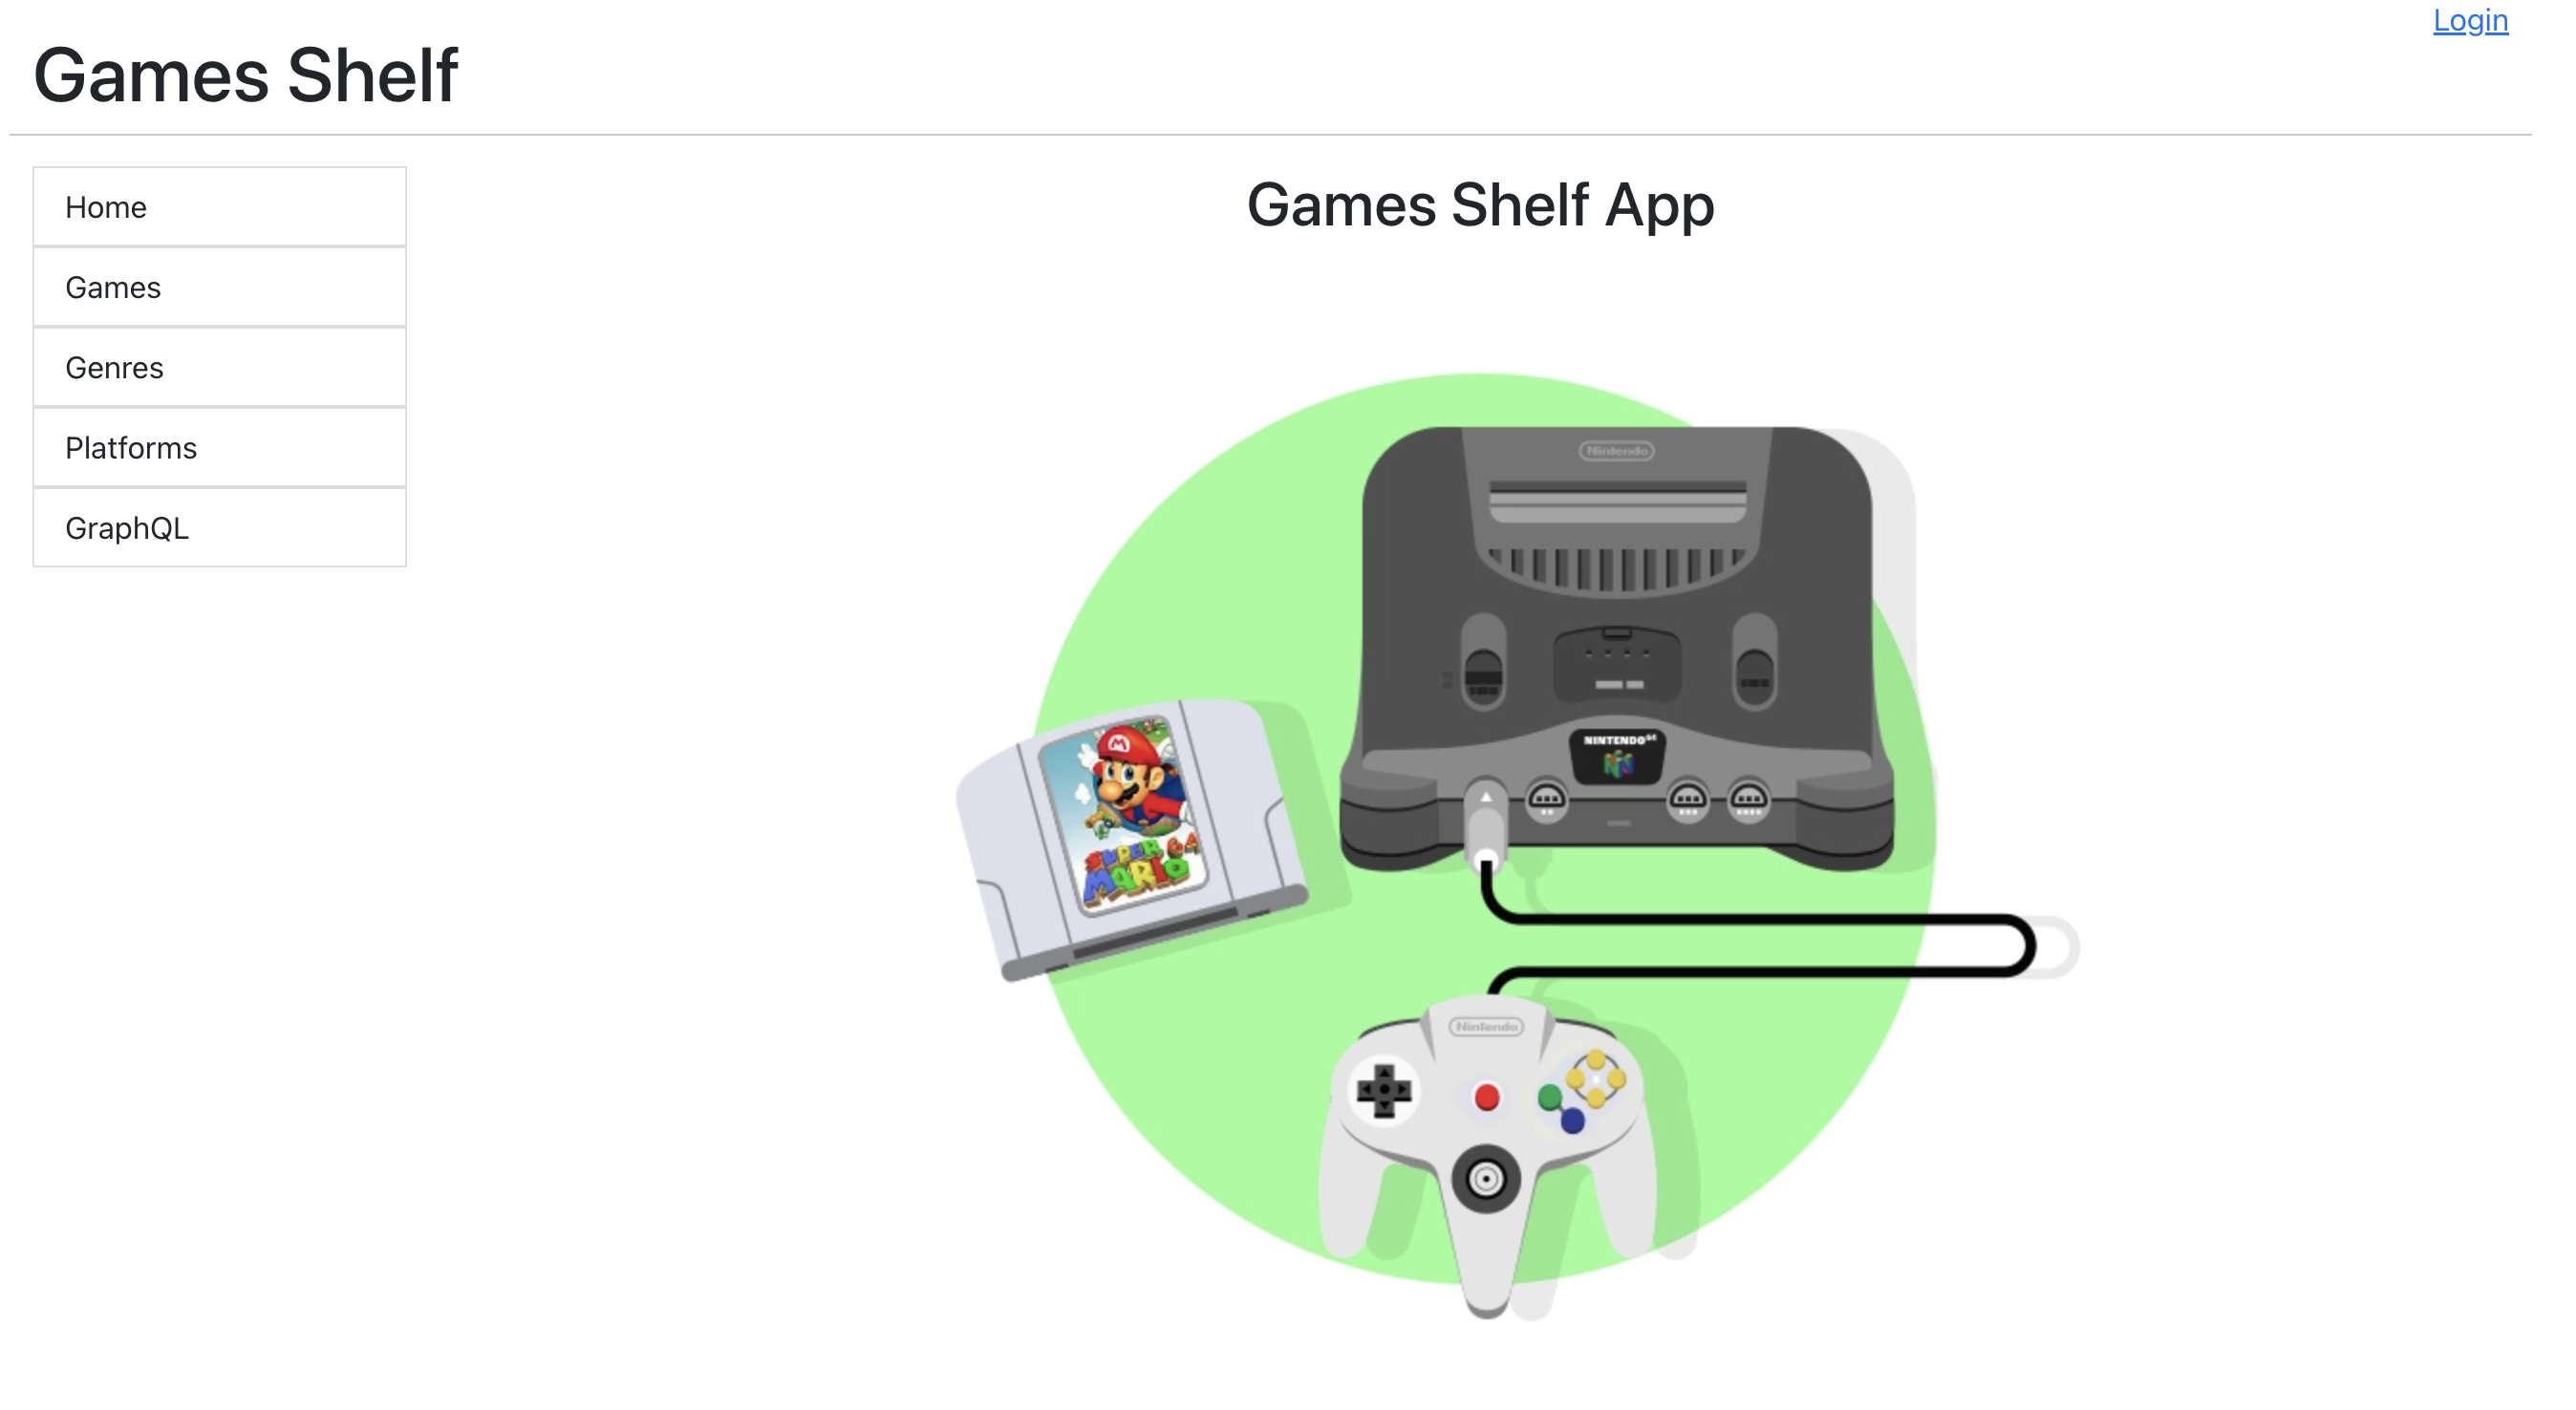 Login
Games Shelf
Home
Games
Genres
Platforms
GraphQL
Games Shelf App
Nintendo
NINTENDO64
SUPER 64
MARIO
Nintendo